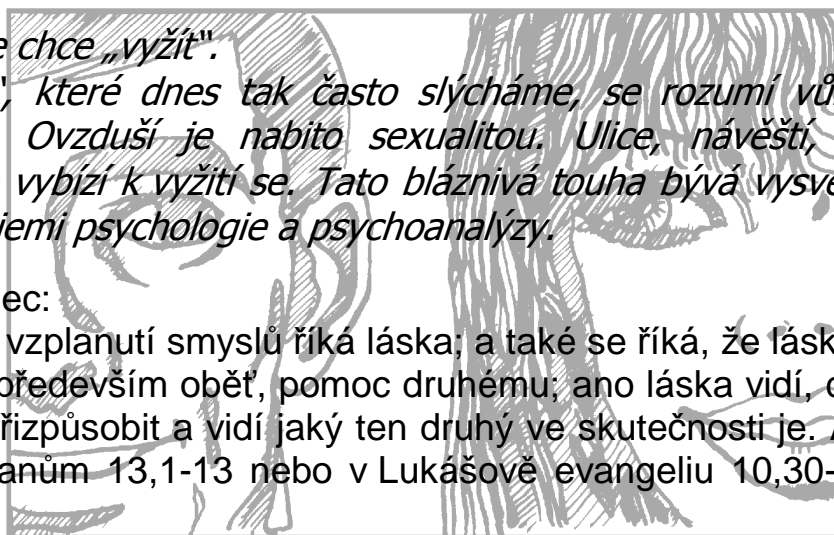 e chce „vyžít“.
“, které dnes tak často slýcháme, se rozumí vů
Ovzduší je nabito sexualitou. Ulice, návěští,
vybízí k vyžití se. Tato bláznivá touha bývá vysvě
iemi psychologie a psychoanalýzy.
ec:
vzplanutí smyslů říká láska; a také se říká, že lásk
především oběť, pomoc druhému; ano láska vidí,
řizpůsobit a vidí jaký ten druhý ve skutečnosti je.
anům 13,1-13 nebo v Lukášově evangeliu 10,30-